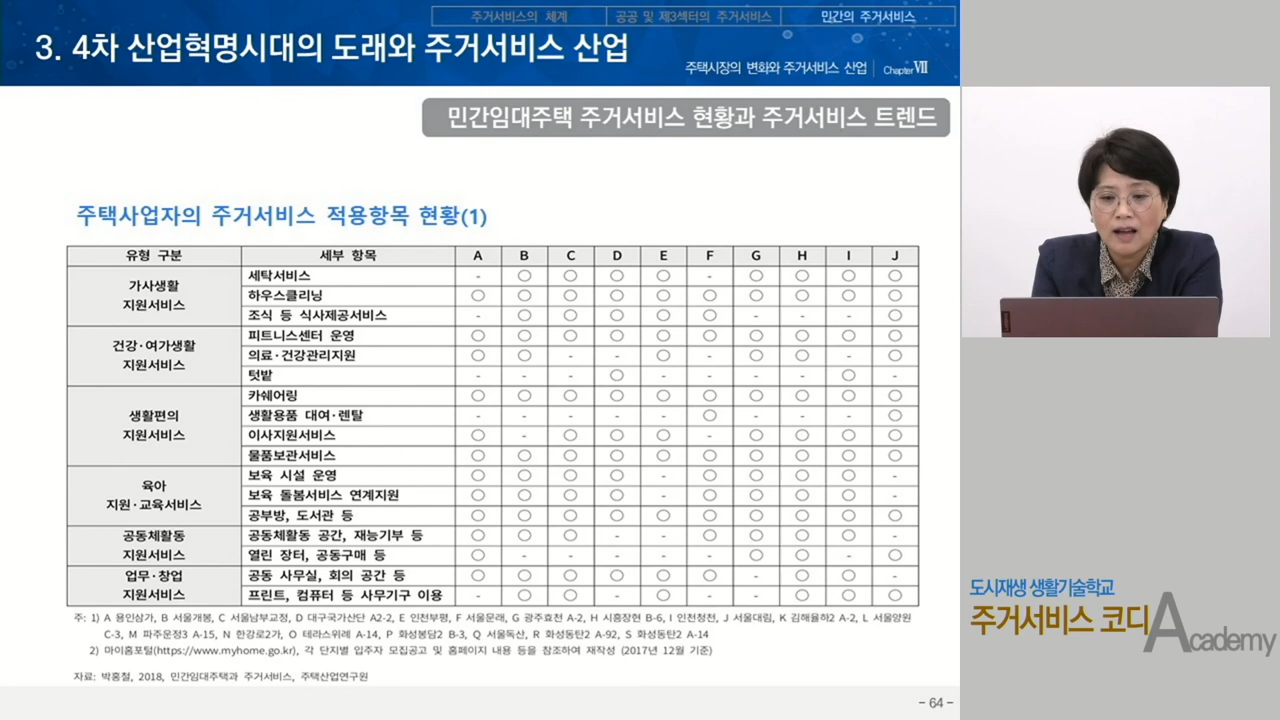 주거서비스의 체계 공공 및 제3섹터의 주거서비스 민간의 주거서비스
3. 4차 산업혁명시대의 도래와 주거서비스 산업
주택시장의 변화와 주거서비스 산업 Chapter Ⅶ
민간임대주택 주거서비스 현황과 주거서비스 트렌드
주택사업자의 주거서비스 적용항목 현황(1)
유형 구분 세부 항목 A B C D E F G H I J
가사생활 지원서비스
세탁서비스 - ○ ○ ○ ○ - ○ ○ ○ ○
하우스클리닝 ○ ○ ○ ○ ○ ○ ○ ○ ○ ○
조식 등 식사제공서비스 - ○ ○ ○ ○ ○ - - - ○
건강·여가생활 지원서비스
피트니스센터 운영 ○ ○ ○ ○ ○ ○ ○ ○ ○ ○
의료·건강관리지원 ○ ○ - - ○ - ○ ○ - ○
텃밭 - - - ○ - - - - ○ -
생활편의 지원서비스
카쉐어링 ○ ○ ○ ○ ○ ○ ○ ○ ○ ○
생활용품 대여·렌탈 - - - - - ○ - - - ○
이사지원서비스 ○ - ○ ○ ○ - ○ ○ ○ ○
물품보관서비스 ○ ○ ○ ○ ○ ○ ○ ○ ○ ○
육아 지원·교육서비스
보육 시설 운영 ○ ○ ○ ○ - ○ ○ ○ ○ -
보육 돌봄서비스 연계지원 ○ ○ ○ ○ - ○ ○ ○ ○ -
공부방, 도서관 등 ○ ○ ○ ○ ○ ○ ○ ○ ○ ○
공동체활동 지원서비스
공동체활동 공간, 재능기부 등 ○ ○ ○ - - ○ ○ ○ ○ -
열린 장터, 공동구매 등 ○ - - - - - ○ ○ - ○
업무·창업 지원서비스
공동 사무실, 회의 공간 등 ○ ○ ○ ○ ○ ○ - ○ ○ -
프린트, 컴퓨터 등 사무기구 이용 - ○ ○ - - - - ○ ○ ○
주: 1) A 용인삼가, B 서울개봉, C 서울남부교정, D 대구국가산단 A2-2, E 인천부평, F 서울문래, G 광주효천 A-2, H 시흥장현 B-6, I 인천청천, J 서울대림, K 김해율하2 A-2, L 서울양원
C-3, M 파주운정3 A-15, N 한강로2가, O 테라스위례 A-14, P 화성봉담2 B-3, Q 서울독산, R 화성동탄2 A-92, S 화성동탄2 A-14
2) 마이홈포털(https://www.myhome.go.kr), 각 단지별 입주자 모집공고 및 홈페이지 내용 등을 참조하여 재작성 (2017년 12월 기준)
자료: 박홍철, 2018, 민간임대주택과 주거서비스, 주택산업연구원
- 64 -
도시재생 생활기술학교
주거서비스 코디 Academy